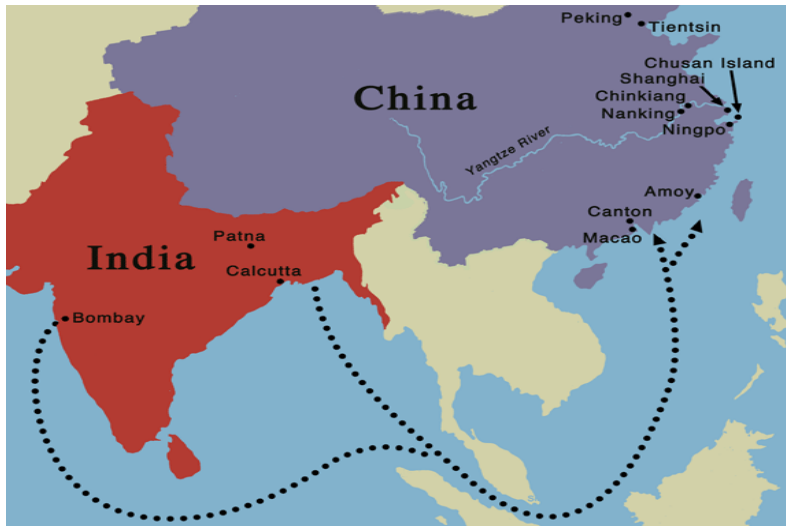 Peking
Tientsin
Chusan Island
Shanghai
China
Chinkiang
Nanking
Ningpo
Yangtze River
Amoy
Canton
Macao
Patna
India
Calcutta
Bombay